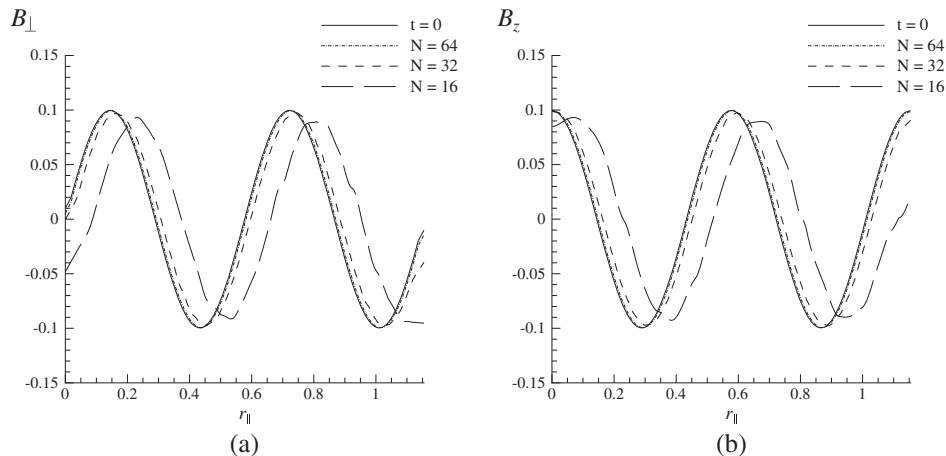 B⊥
t = 0
N = 64
N = 32
N = 16
0.15
0.1
0.05
0
-0.05
-0.1
-0.15
0 0.2 0.4 0.6 0.8 1
r∥
(a)
Bz
t = 0
N = 64
N = 32
N = 16
0.15
0.1
0.05
0
-0.05
-0.1
-0.15
0 0.2 0.4 0.6 0.8 1
r∥
(b)